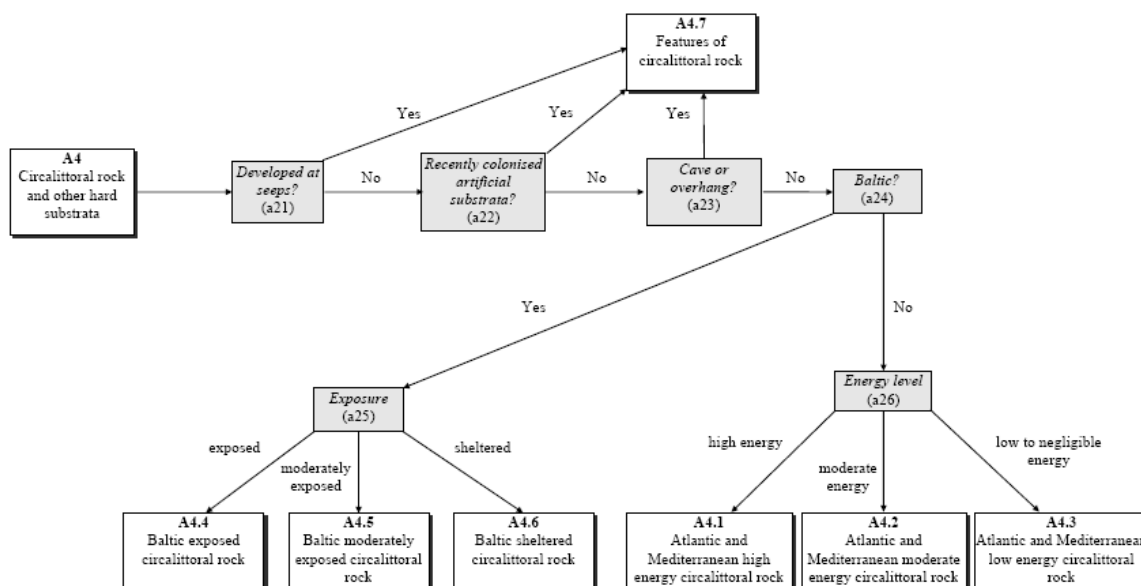 A4.7
Features of
circalittoral rock
Yes
Yes
Yes
A4
Circalittoral rock
and other hard
substrata
Developed at
seeps?
(a21)
No
Recently colonised
artificial
substrata?
(a22)
No
Cave or
overhang?
(a23)
No
Baltic?
(a24)
Yes
No
Exposure
(a25)
Energy level
(a26)
exposed
moderately
exposed
sheltered
high energy
moderate
energy
low to negligible
energy
A4.4
Baltic exposed
circalittoral rock
A4.5
Baltic moderately
exposed circalittoral
rock
A4.6
Baltic sheltered
circalittoral rock
A4.1
Atlantic and
Mediterranean high
energy circalittoral rock
A4.2
Atlantic and
Mediterranean moderate
energy circalittoral rock
A4.3
Atlantic and Mediterranean
low energy circalittoral
rock